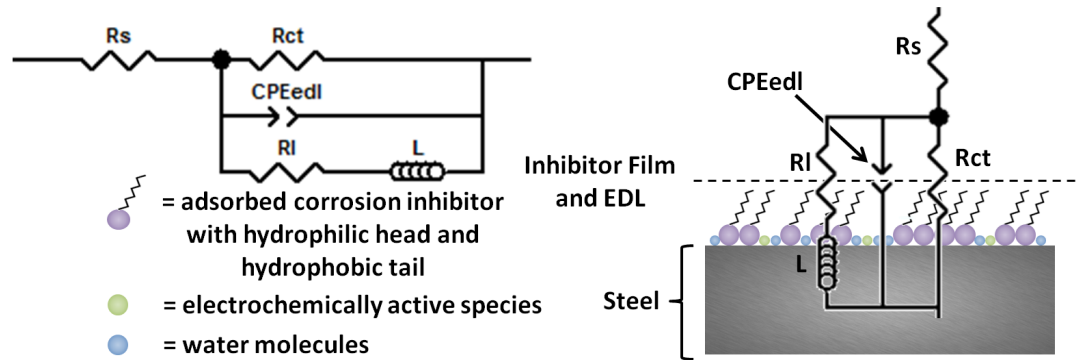 Rs
Rct
CPEedl
Rl
L
= adsorbed corrosion inhibitor
with hydrophilic head and
hydrophobic tail
= electrochemically active species
= water molecules
Rs
CPEedl
Rl
Rct
Inhibitor Film
and EDL
L
Steel